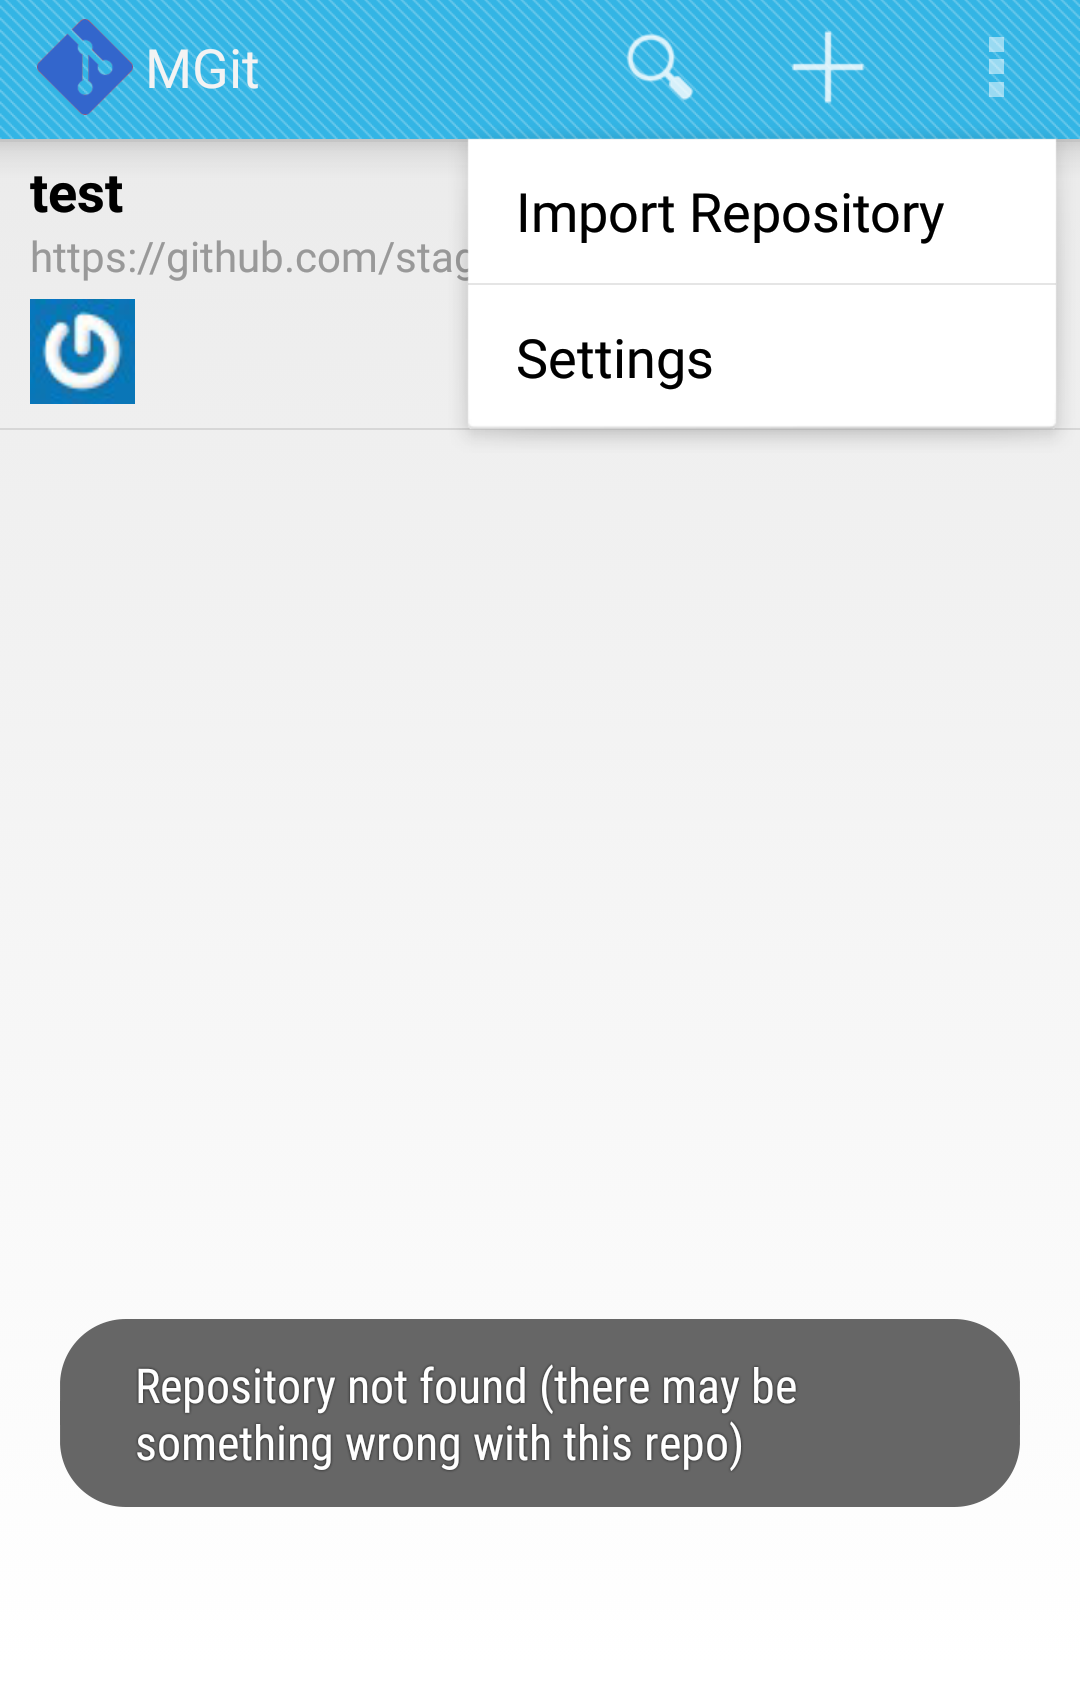 MGit
test
https://github.com/stag
Import Repository
Settings
Repository not found (there may be
something wrong with this repo)